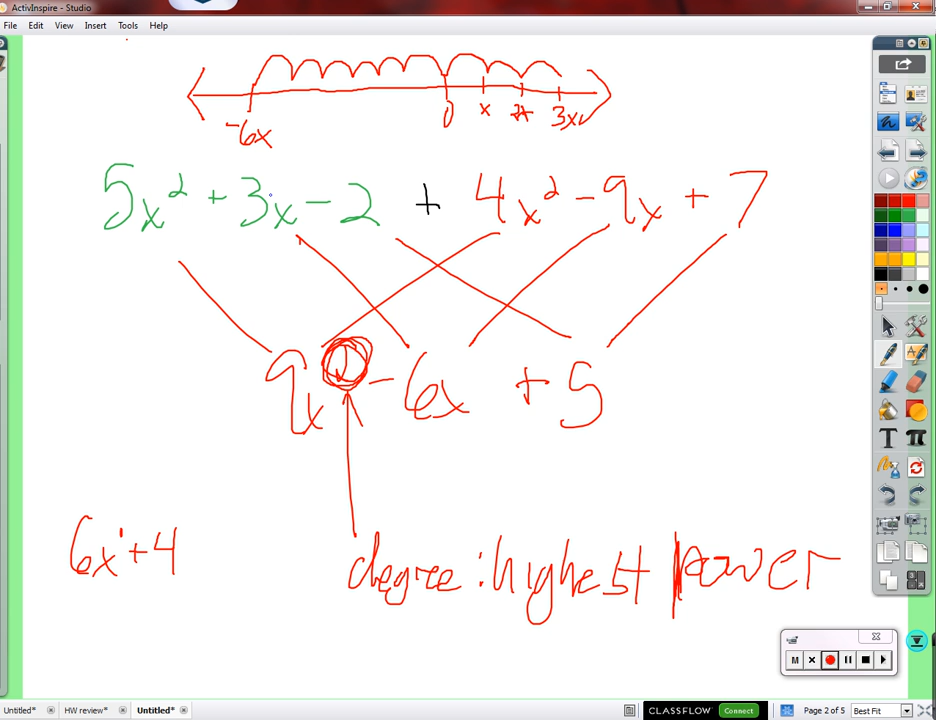 ActivInspire
File Edit View Insert Tools Help
-6x 0 x 2x 3x
5x² + 3x - 2 + 4x² - 9x + 7
9x² - 6x + 5
6x¹+4
degree: highest power
Untitled* HW review* Untitled* CLASSFLOW Connect Page 2 of 5 Best Fit